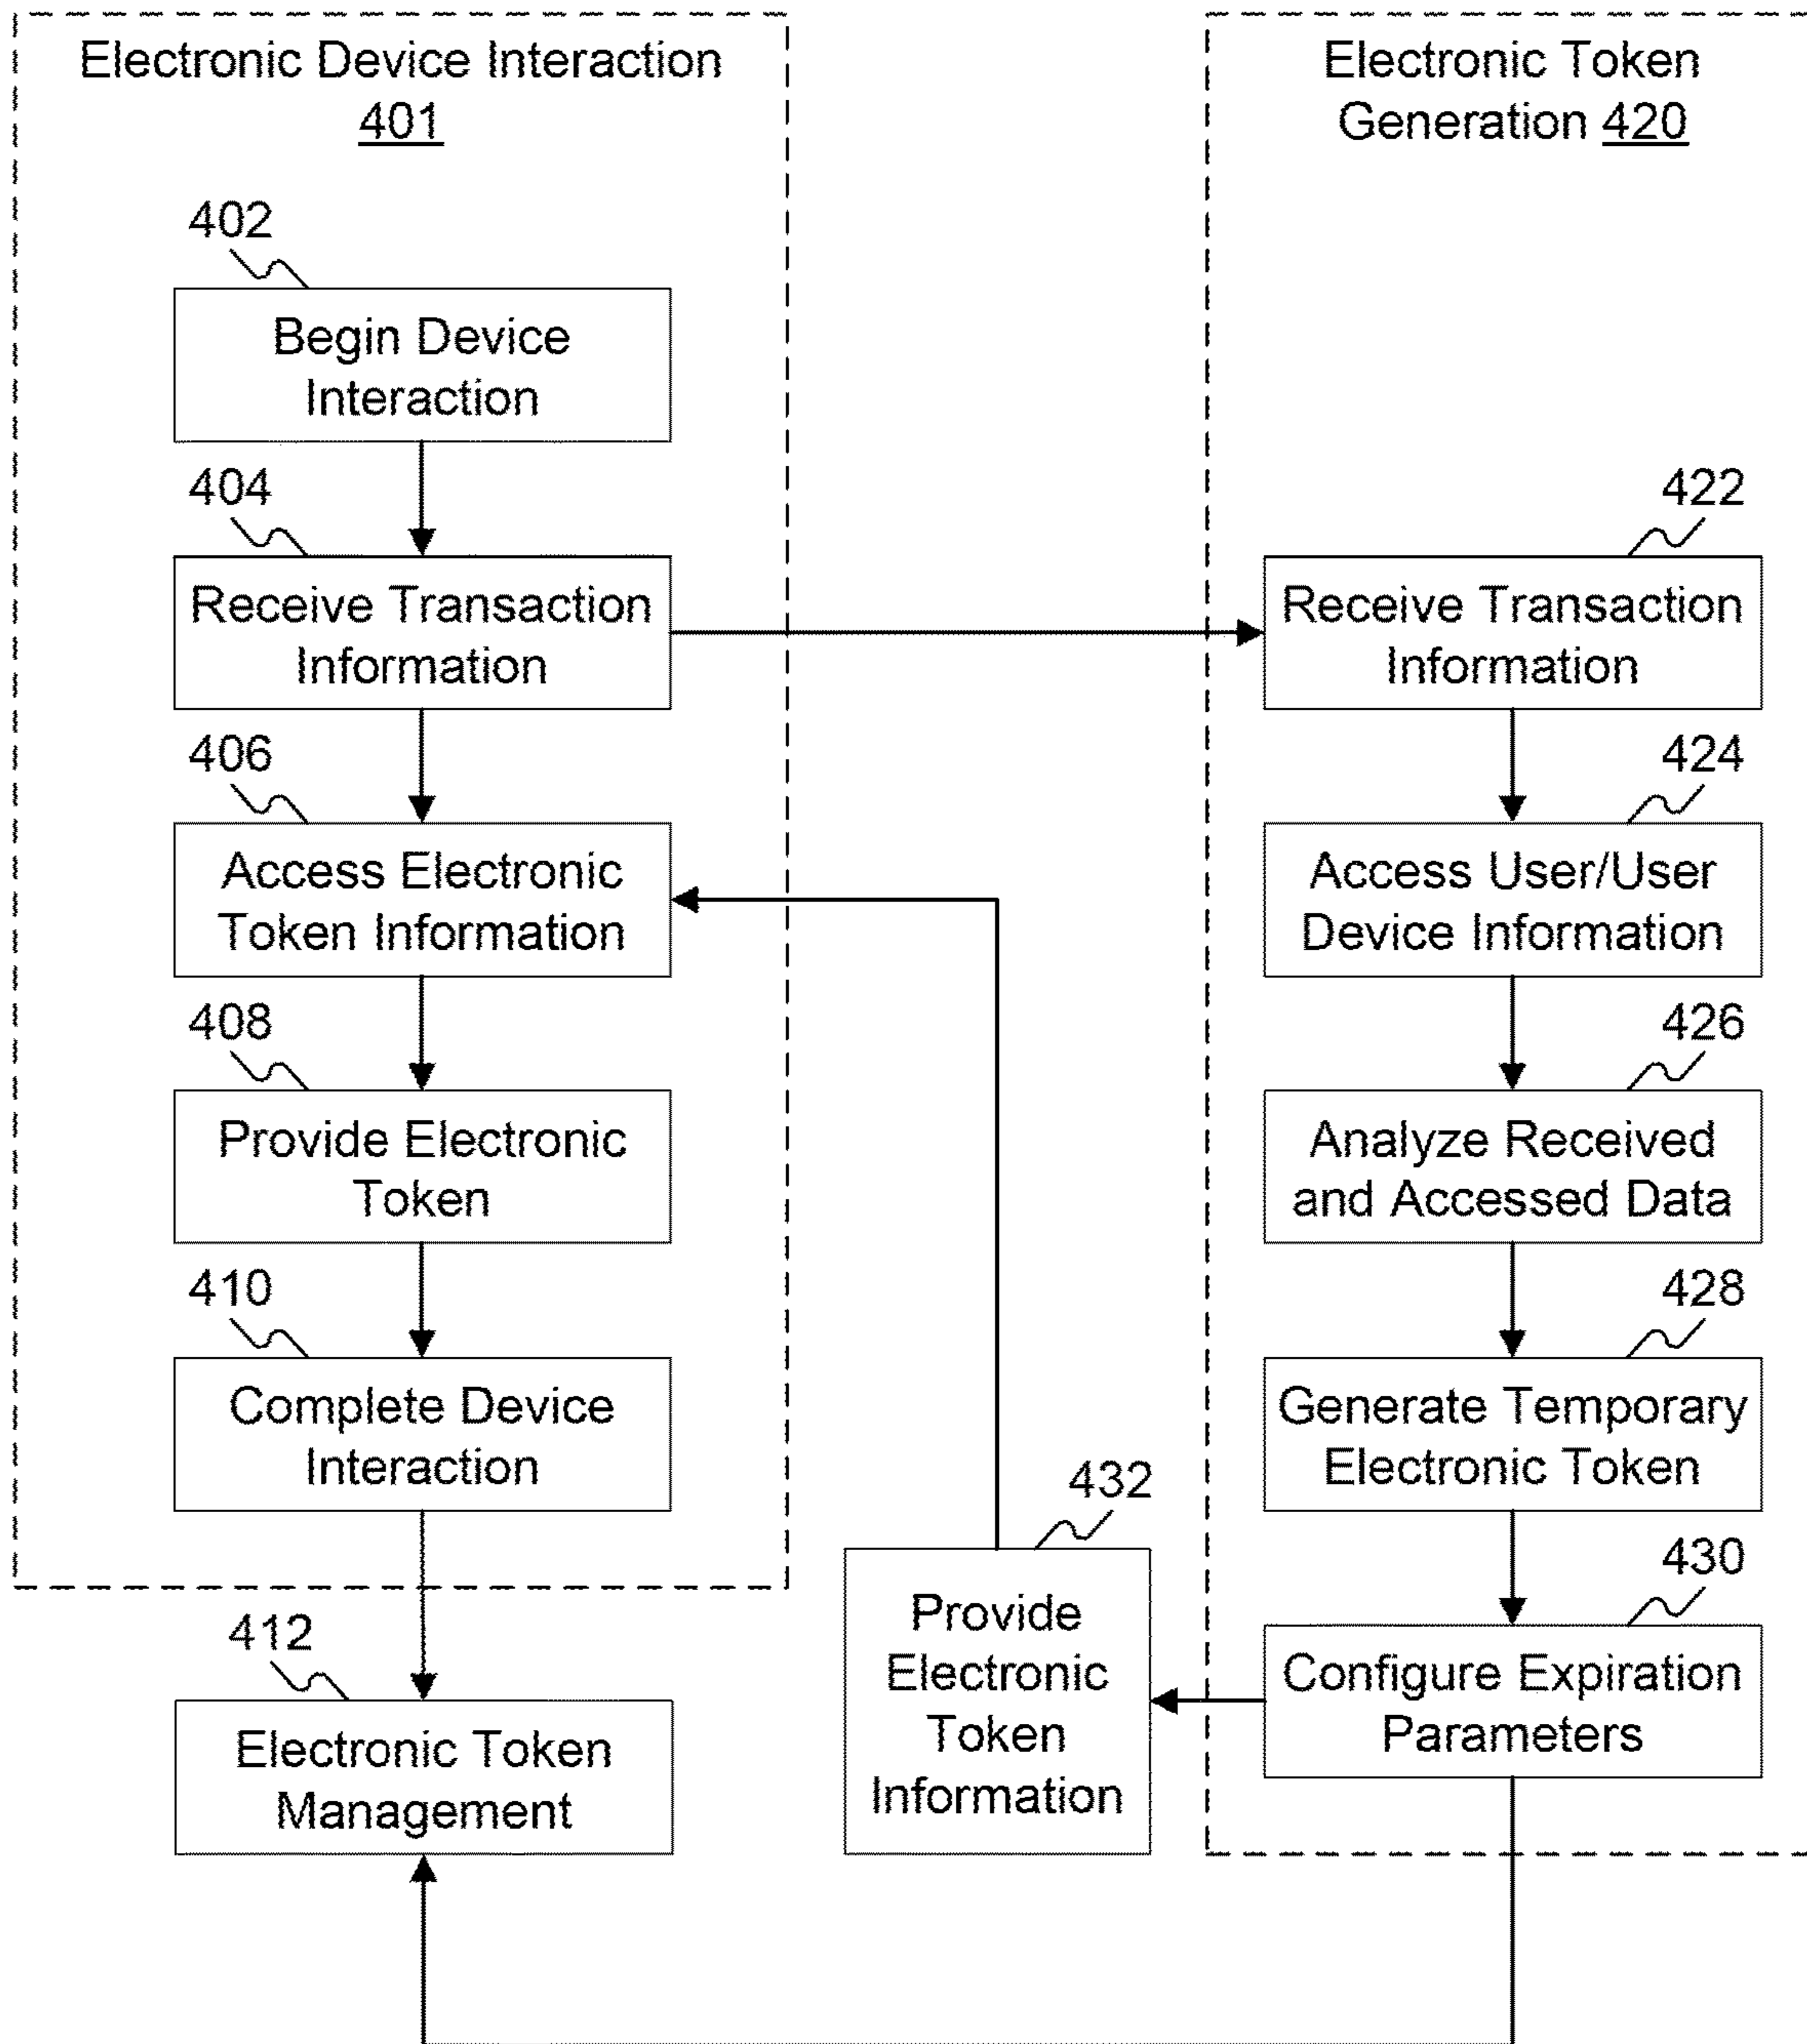 Electronic Device Interaction
401
402
Begin Device
Interaction
404
Receive Transaction
Information
406
Access Electronic
Token Information
408
Provide Electronic
Token
410
Complete Device
Interaction
412
Electronic Token
Management
432
Provide
Electronic
Token
Information
Electronic Token
Generation 420
422
Receive Transaction
Information
424
Access User/User
Device Information
426
Analyze Received
and Accessed Data
428
Generate Temporary
Electronic Token
430
Configure Expiration
Parameters